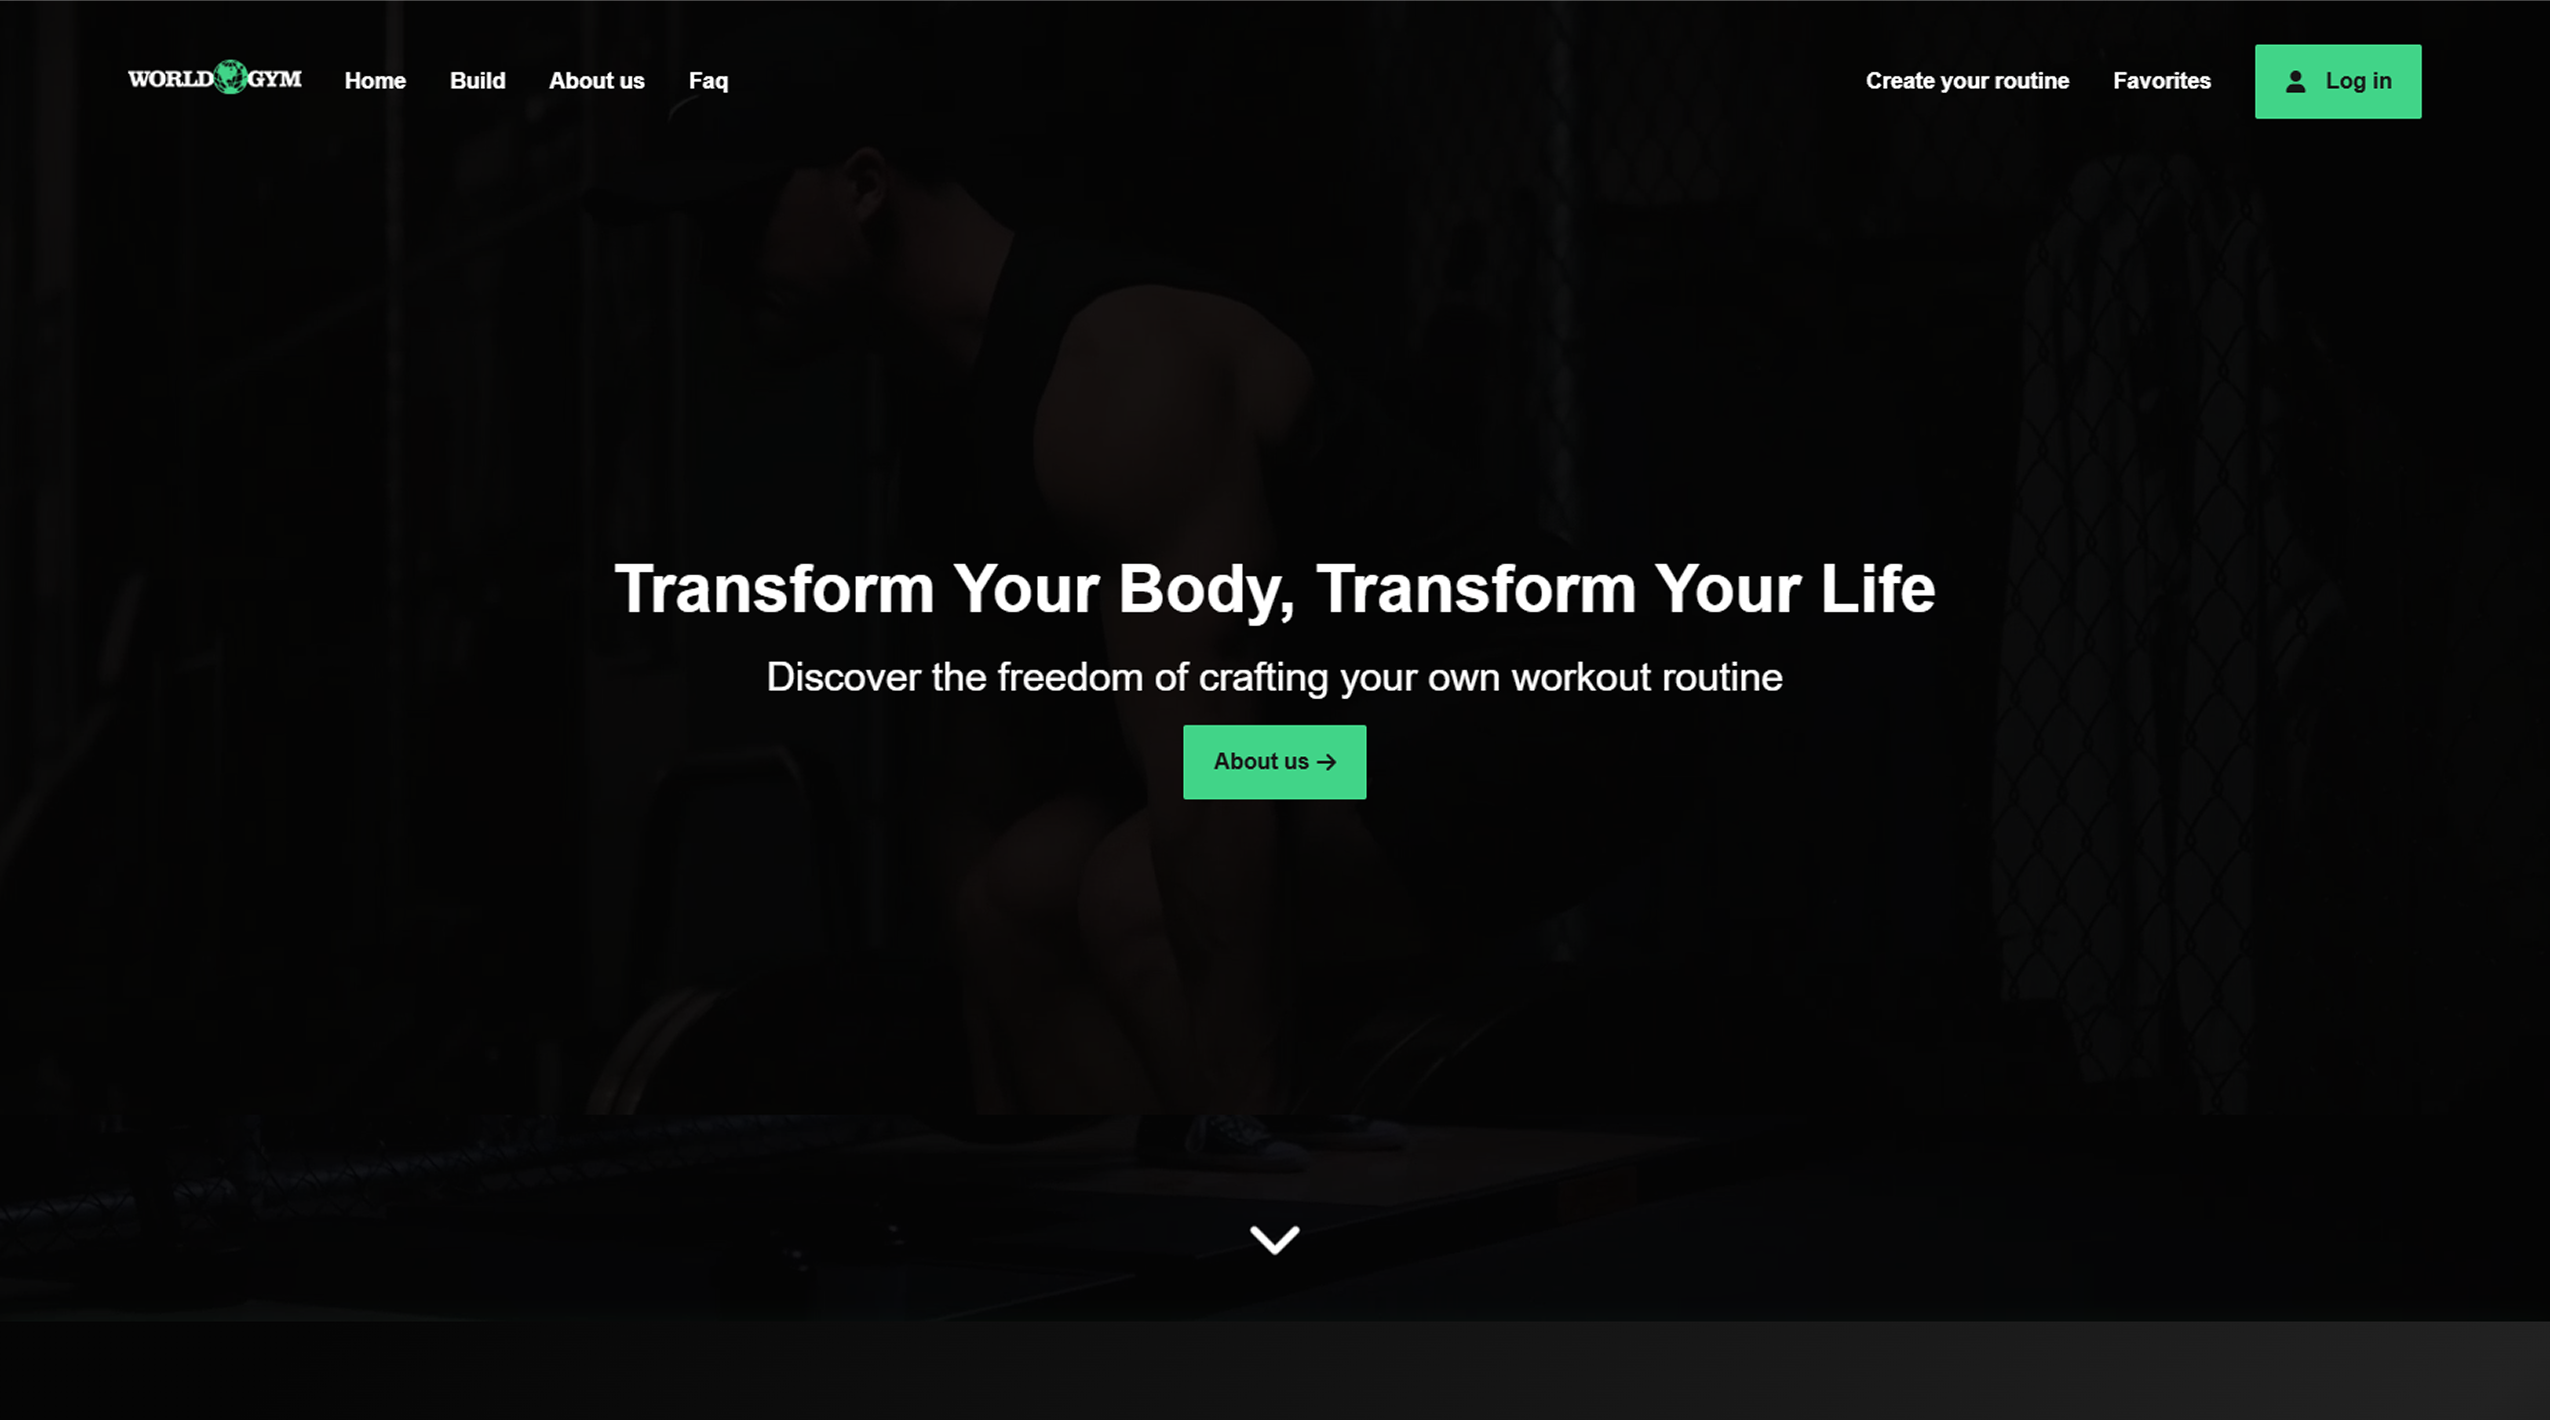 WORLD GYM Home Build About us Faq Create your routine Favorites Log in
Transform Your Body, Transform Your Life
Discover the freedom of crafting your own workout routine
About us →